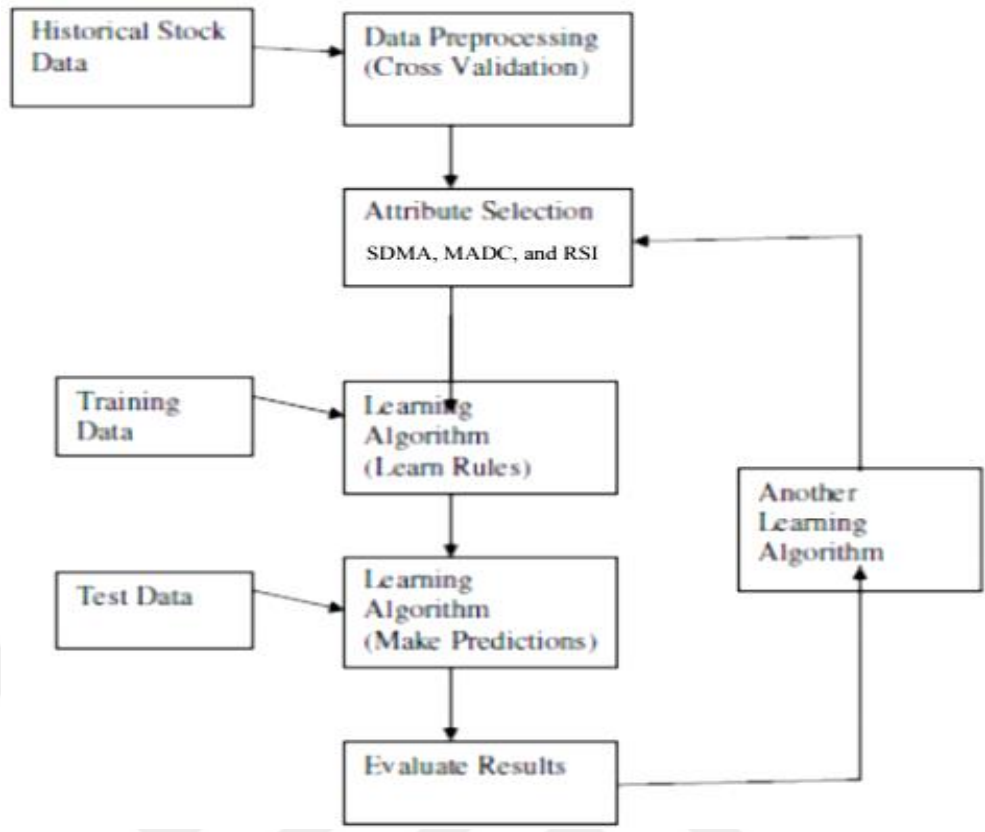 Historical Stock
Data
Data Preprocessing
(Cross Validation)
Attribute Selection
SDMA, MADC, and RSI
Training
Data
Learning
Algorithm
(Learn Rules)
Another
Learning
Algorithm
Test Data
Learning
Algorithm
(Make Predictions)
Evaluate Results